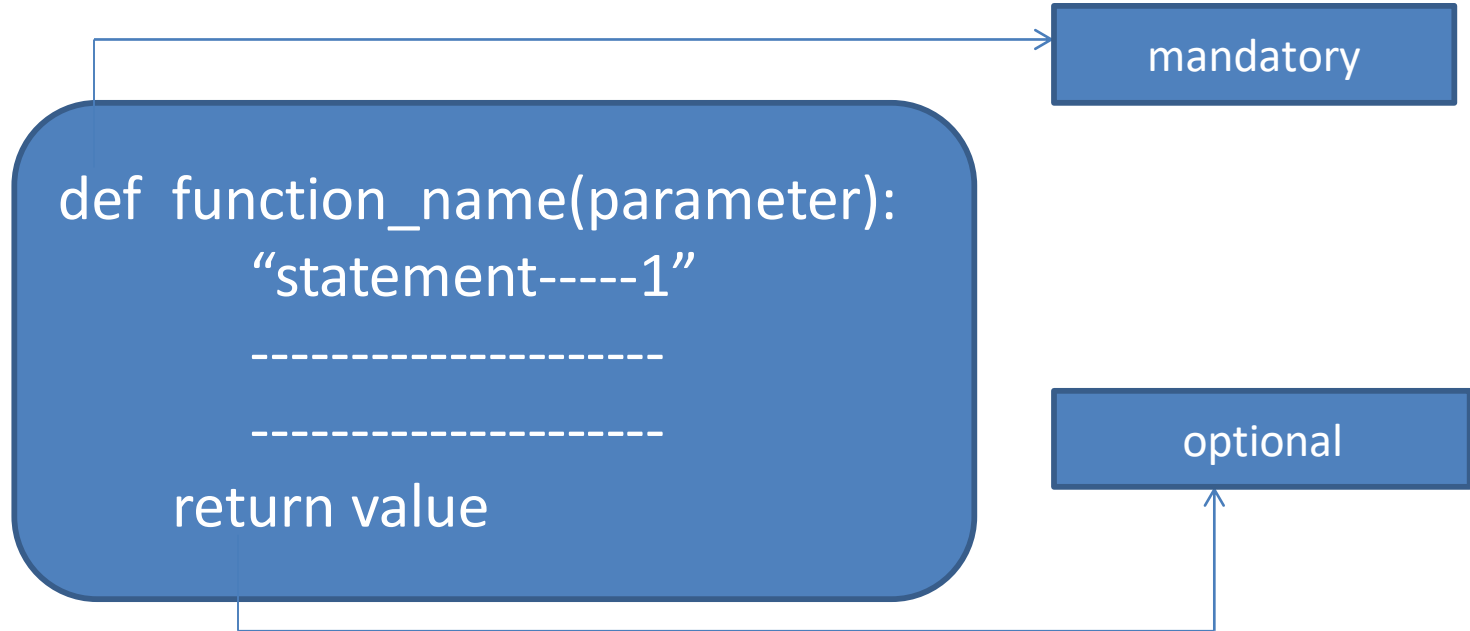 mandatory
def function_name(parameter):
“statement-----1”
---------------------
---------------------
optional
return value